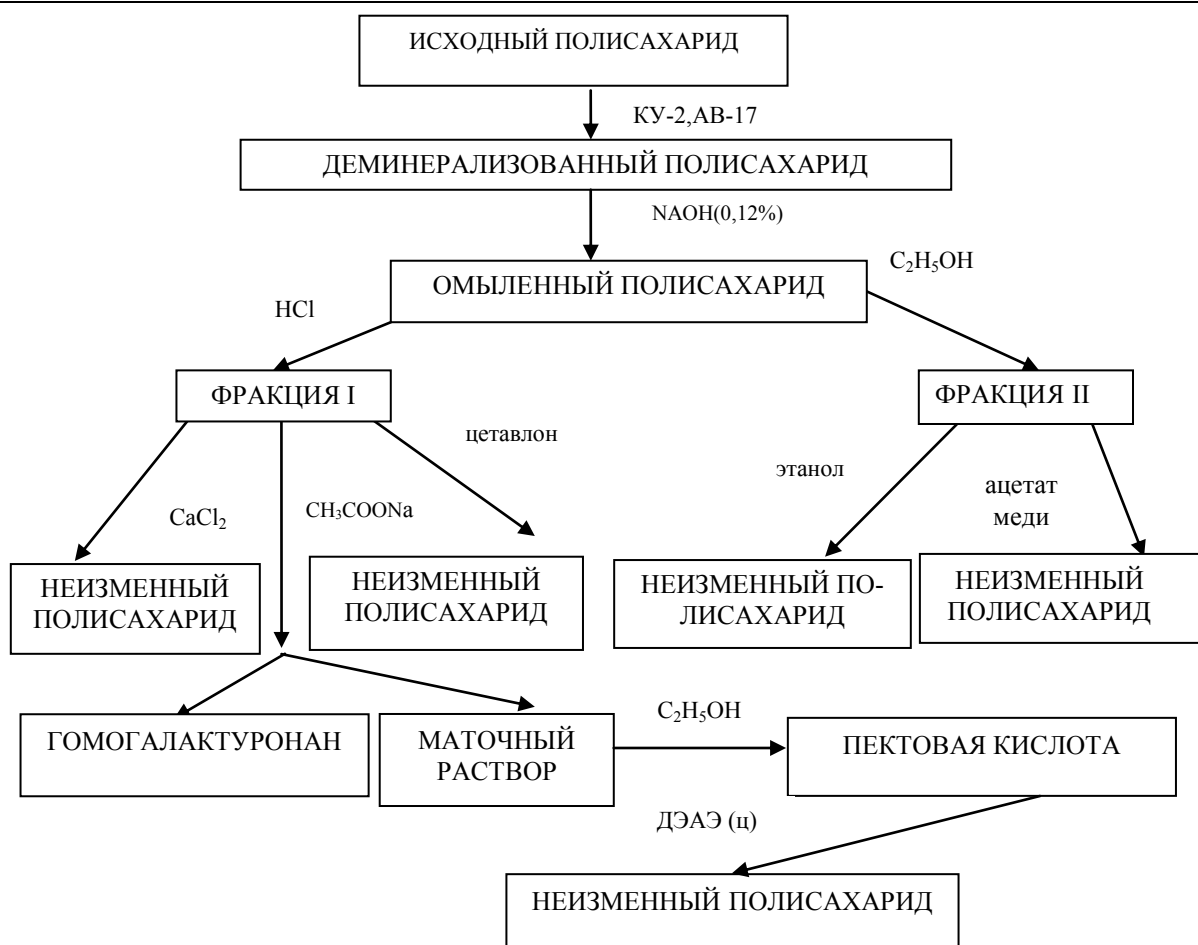 ИСХОДНЫЙ ПОЛИСАХАРИД
КУ-2,АВ-17
ДЕМИНЕРАЛИЗОВАННЫЙ ПОЛИСАХАРИД
NAOH(0,12%)
C₂H₅OH
ОМЫЛЕННЫЙ ПОЛИСАХАРИД
HCl
ФРАКЦИЯ I
ФРАКЦИЯ II
цетавлон
этанол
ацетат
меди
CaCl₂
CH₃COONa
НЕИЗМЕННЫЙ
ПОЛИСАХАРИД
НЕИЗМЕННЫЙ
ПОЛИСАХАРИД
НЕИЗМЕННЫЙ ПО-
ЛИСАХАРИД
НЕИЗМЕННЫЙ
ПОЛИСАХАРИД
C₂H₅OH
ГОМОГАЛАКТУРОНАН
МАТОЧНЫЙ
РАСТВОР
ПЕКТОВАЯ КИСЛОТА
ДЭАЭ (ц)
НЕИЗМЕННЫЙ ПОЛИСАХАРИД